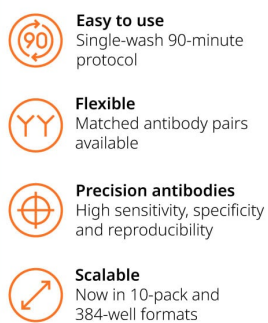 90
Easy to use
Single-wash 90-minute
protocol
YY
Flexible
Matched antibody pairs
available
Precision antibodies
High sensitivity, specificity
and reproducibility
Scalable
Now in 10-pack and
384-well formats